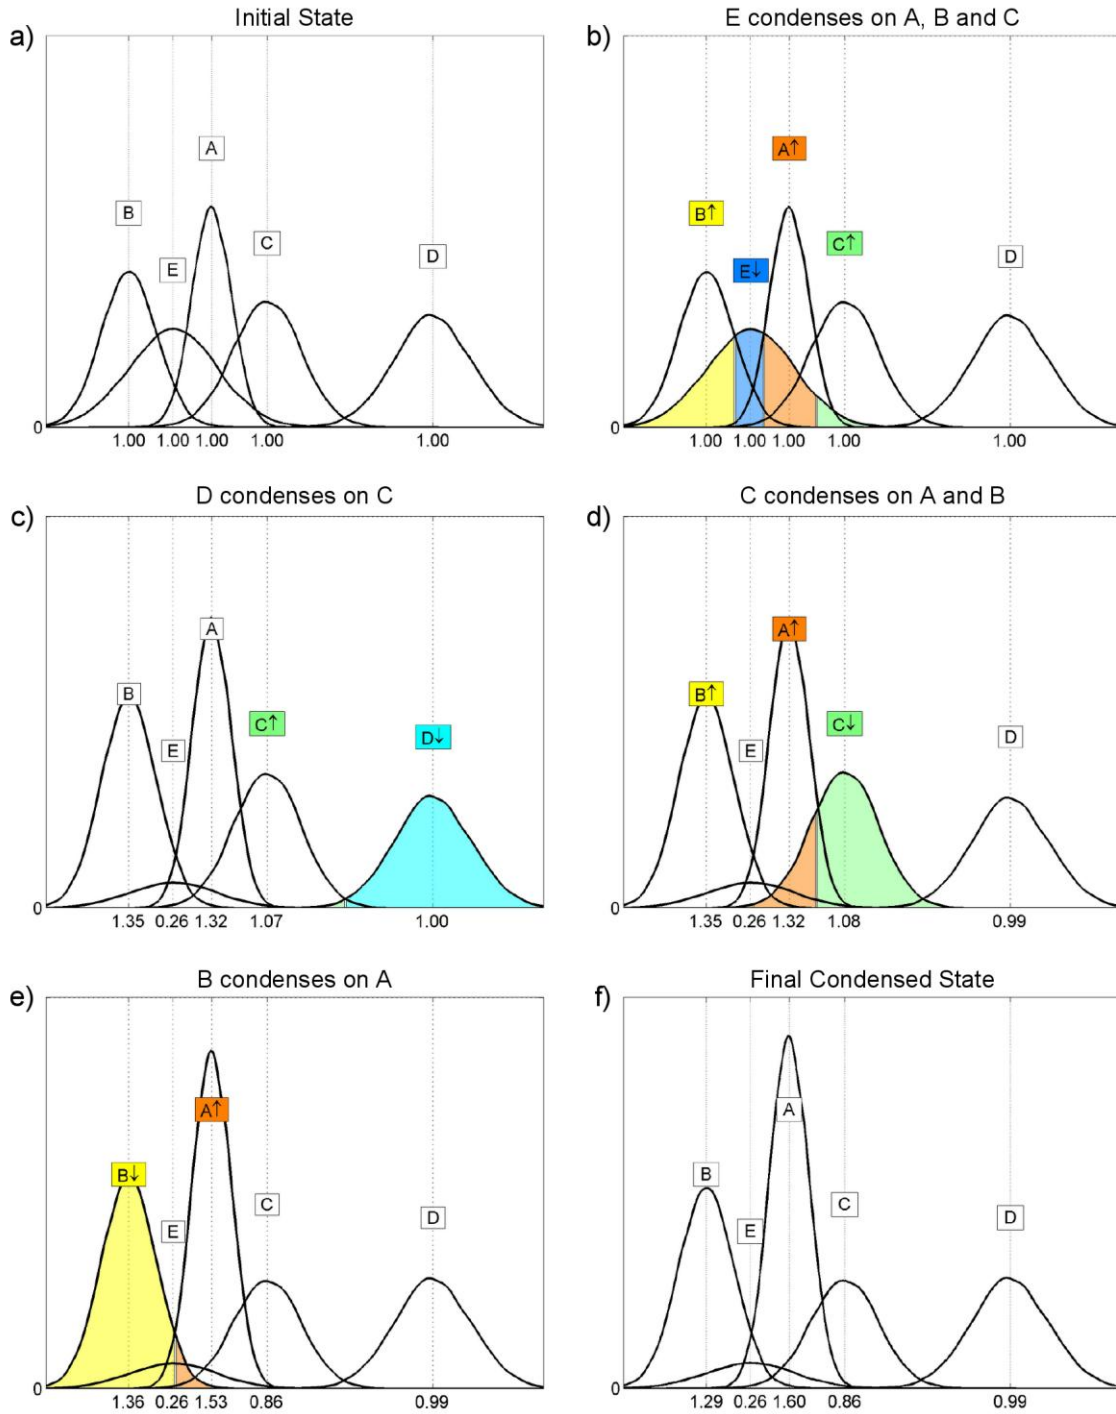 Initial State
a)
A
B
C
E
D
0
1.00 1.00 1.00 1.00 1.00
E condenses on A, B and C
b)
A↑
B↑
C↑
E↓
D
0
1.00 1.00 1.00 1.00 1.00
D condenses on C
c)
A
B
C↑
D↓
E
0
1.35 0.26 1.32 1.07 1.00
C condenses on A and B
d)
A↑
B↑
C↓
E
D
0
1.35 0.26 1.32 1.08 0.99
B condenses on A
e)
A↑
B↓
C
D
E
0
1.36 0.26 1.53 0.86 0.99
Final Condensed State
f)
A
B
C
D
E
0
1.29 0.26 1.60 0.86 0.99